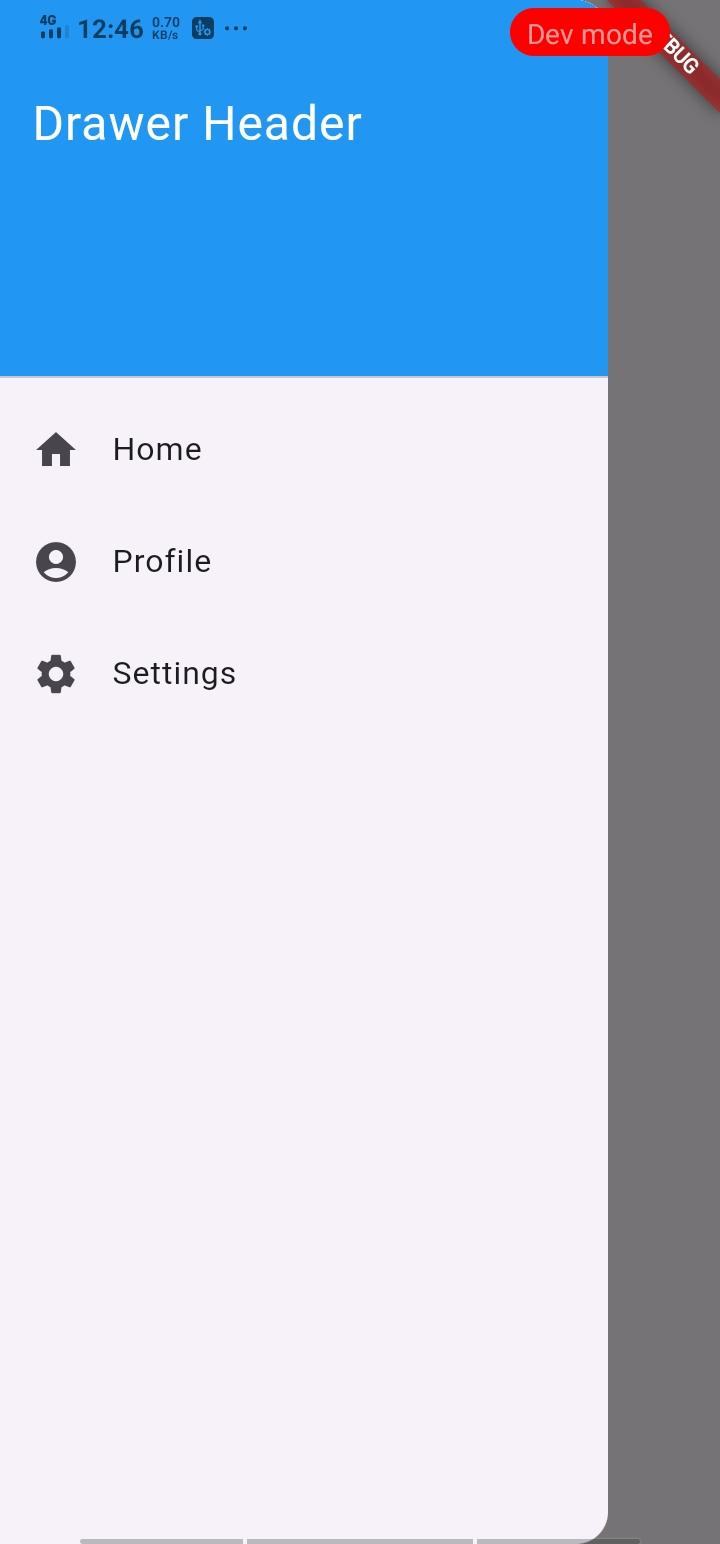 4G 12:46 0.70 KB/s ...
Dev mode
BUG
Drawer Header
Home
Profile
Settings